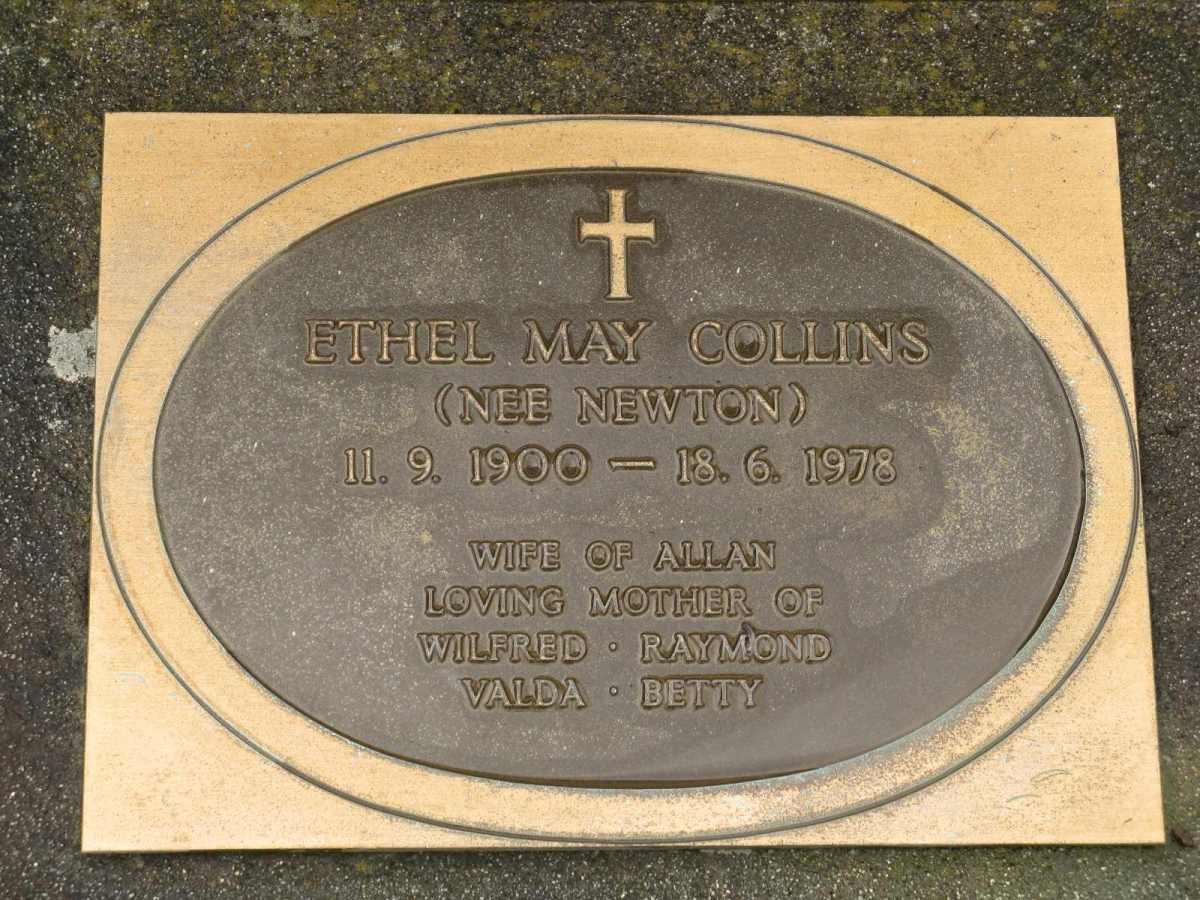 ETHEL MAY COLLINS
(NEE NEWTON)
11. 9. 1900 — 18. 6. 1978
WIFE OF ALLAN
LOVING MOTHER OF
WILFRED · RAYMOND
VALDA · BETTY